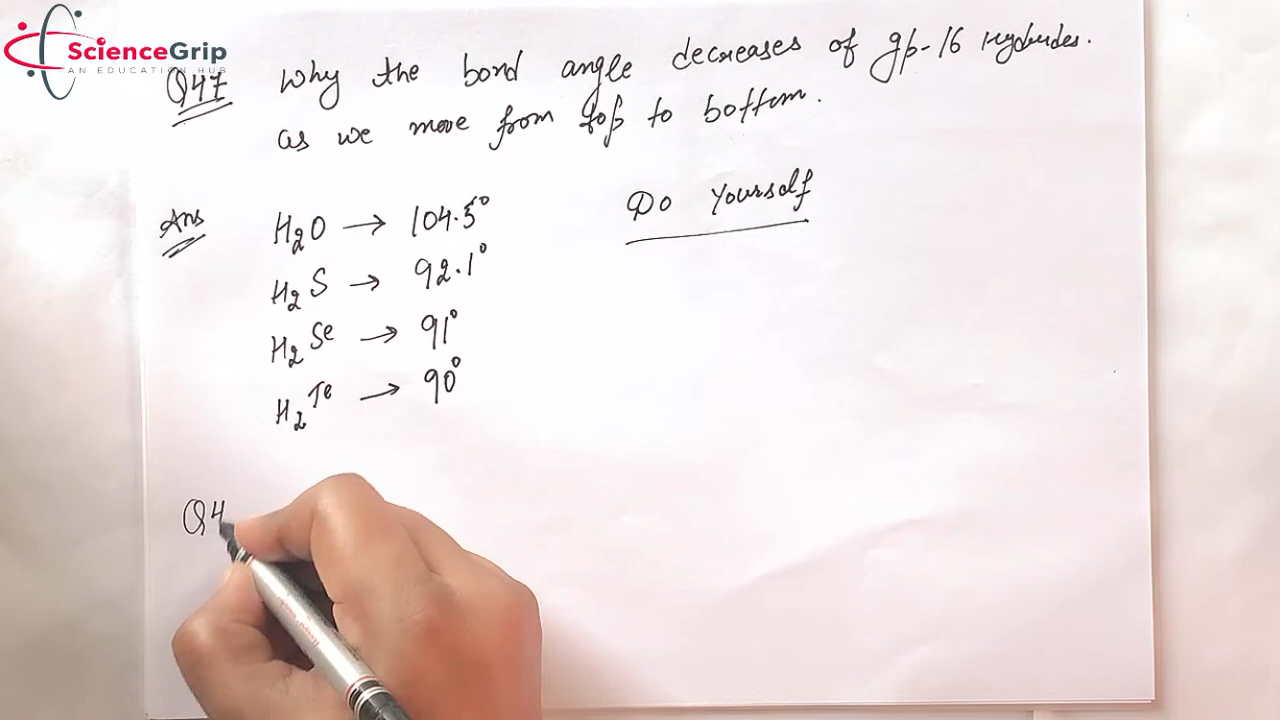 ScienceGrip
AN EDUCATION HUB
Q47 Why the bond angle decreases of gp-16 Hydrides.
as we move from top to bottom.
Ans
Do Yourself
H₂O → 104.5°
H₂S → 92.1°
H₂Se → 91°
H₂Te → 90°
Q4